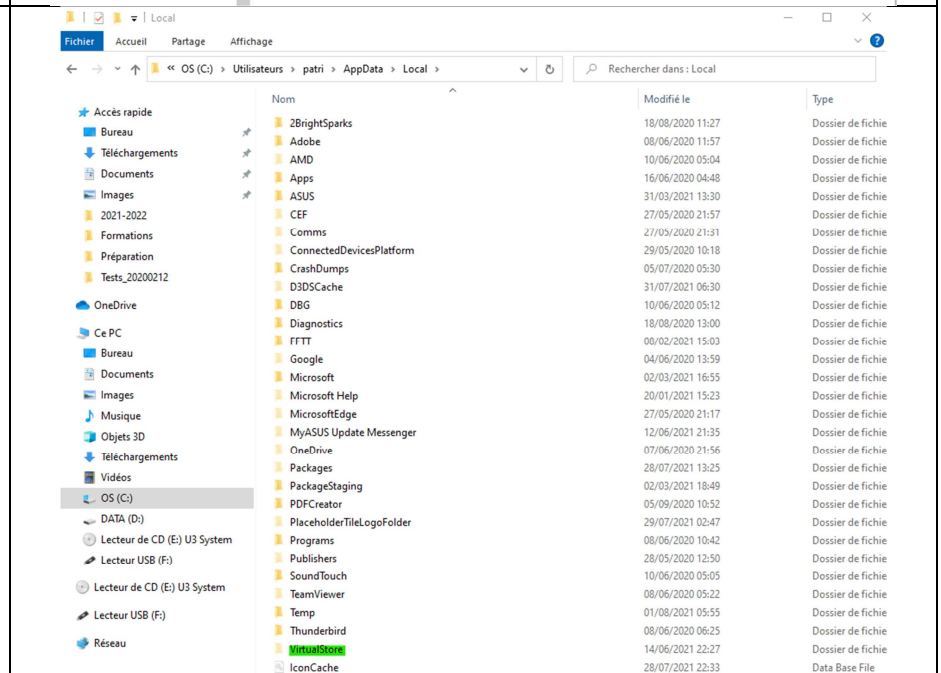 Local
Fichier Accueil Partage Affichage
« OS (C:) › Utilisateurs › patri › AppData › Local › Rechercher dans : Local
Nom Modifié le Type
Accès rapide
Bureau
Téléchargements
Documents
Images
2021-2022
Formations
Préparation
Tests_20200212
OneDrive
Ce PC
Bureau
Documents
Images
Musique
Objets 3D
Téléchargements
Vidéos
OS (C:)
DATA (D:)
Lecteur de CD (E:) U3 System
Lecteur USB (F:)
Lecteur de CD (E:) U3 System
Lecteur USB (F:)
Réseau
2BrightSparks 18/08/2020 11:27 Dossier de fichie
Adobe 08/06/2020 11:57 Dossier de fichie
AMD 10/06/2020 05:04 Dossier de fichie
Apps 16/06/2020 04:48 Dossier de fichie
ASUS 31/03/2021 13:30 Dossier de fichie
CEF 27/05/2020 21:57 Dossier de fichie
Comms 27/05/2020 21:31 Dossier de fichie
ConnectedDevicesPlatform 29/05/2020 10:18 Dossier de fichie
CrashDumps 05/07/2020 05:30 Dossier de fichie
D3DSCache 31/07/2021 06:30 Dossier de fichie
DBG 10/06/2020 05:12 Dossier de fichie
Diagnostics 18/08/2020 13:00 Dossier de fichie
FFTT 08/02/2021 15:03 Dossier de fichie
Google 04/06/2020 13:59 Dossier de fichie
Microsoft 02/03/2021 16:55 Dossier de fichie
Microsoft Help 20/01/2021 15:23 Dossier de fichie
MicrosoftEdge 27/05/2020 21:17 Dossier de fichie
MyASUS Update Messenger 12/06/2021 21:35 Dossier de fichie
OneDrive 07/06/2020 21:56 Dossier de fichie
Packages 28/07/2021 13:25 Dossier de fichie
PackageStaging 02/03/2021 18:49 Dossier de fichie
PDFCreator 05/09/2020 10:52 Dossier de fichie
PlaceholderTileLogoFolder 29/07/2021 02:47 Dossier de fichie
Programs 08/06/2020 10:42 Dossier de fichie
Publishers 28/05/2020 12:50 Dossier de fichie
SoundTouch 10/06/2020 05:05 Dossier de fichie
TeamViewer 08/06/2020 05:22 Dossier de fichie
Temp 01/08/2021 05:55 Dossier de fichie
Thunderbird 08/06/2020 06:25 Dossier de fichie
VirtualStore 14/06/2021 22:27 Dossier de fichie
IconCache 28/07/2021 22:33 Data Base File